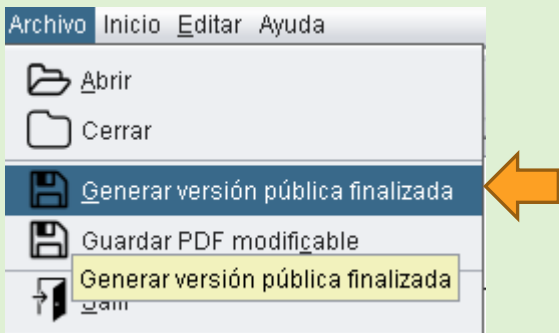 Archivo Inicio Editar Ayuda
Abrir
Cerrar
Generar versión pública finalizada
Guardar PDF modificable
Generar versión pública finalizada